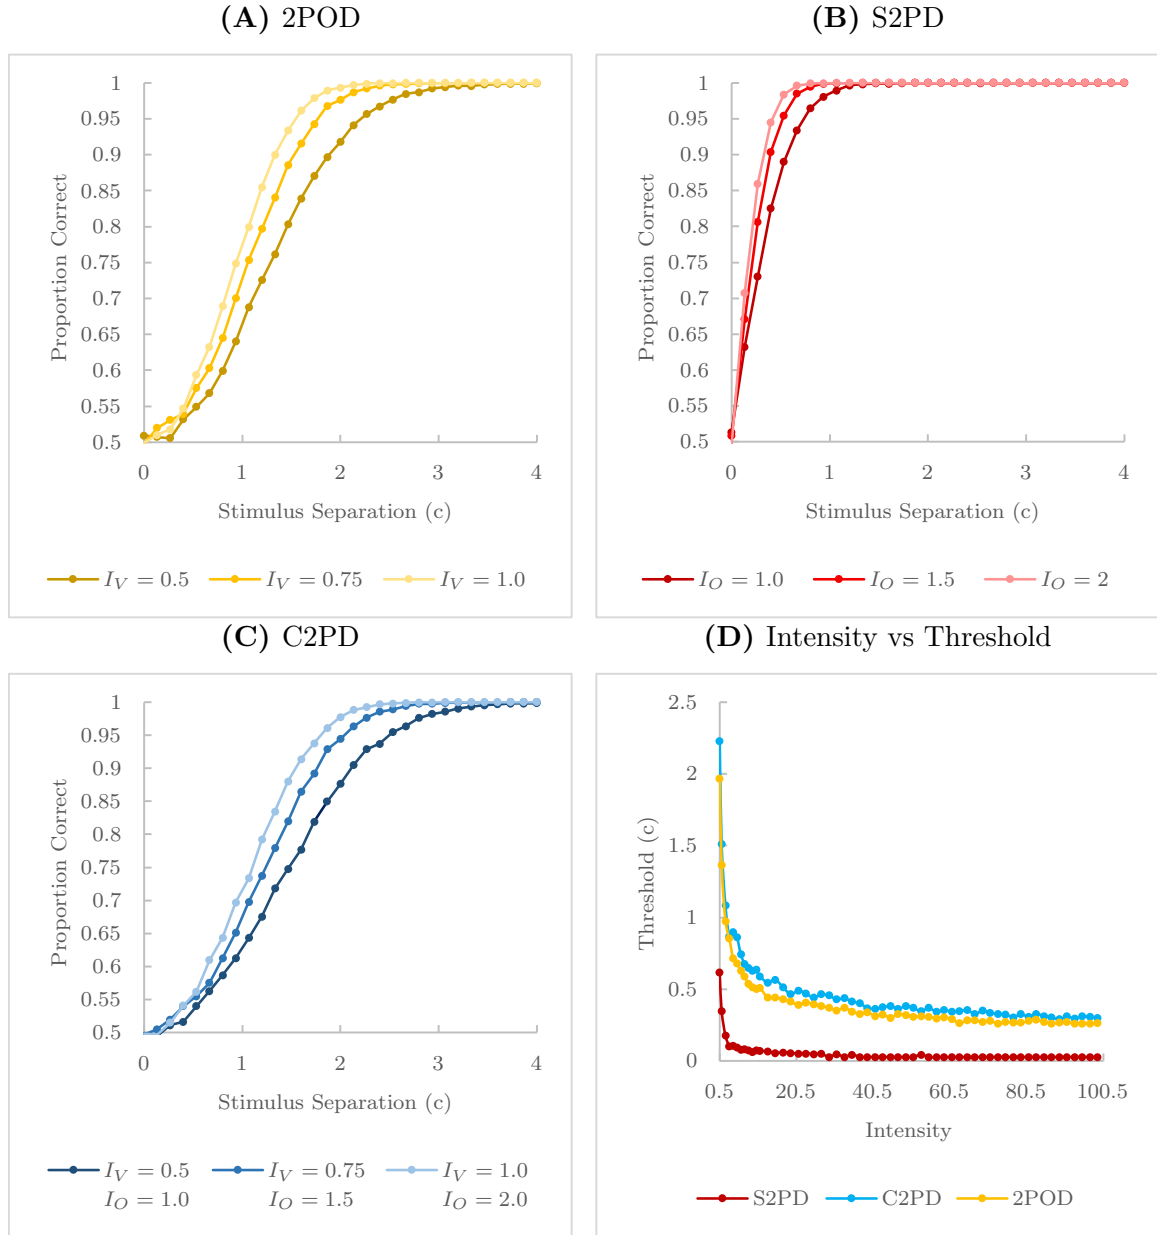 (A) 2POD
1
0.95
0.9
0.85
0.8
0.75
0.7
0.65
0.6
0.55
0.5
Proportion Correct
0 1 2 3 4
Stimulus Separation (c)
I_V = 0.5 I_V = 0.75 I_V = 1.0
(B) S2PD
1
0.95
0.9
0.85
0.8
0.75
0.7
0.65
0.6
0.55
0.5
Proportion Correct
0 1 2 3 4
Stimulus Separation (c)
I_O = 1.0 I_O = 1.5 I_O = 2
(C) C2PD
1
0.95
0.9
0.85
0.8
0.75
0.7
0.65
0.6
0.55
0.5
Proportion Correct
0 1 2 3 4
Stimulus Separation (c)
I_V = 0.5 I_V = 0.75 I_V = 1.0
I_O = 1.0 I_O = 1.5 I_O = 2.0
(D) Intensity vs Threshold
2.5
2
1.5
1
0.5
0
Threshold (c)
0.5 20.5 40.5 60.5 80.5 100.5
Intensity
S2PD C2PD 2POD